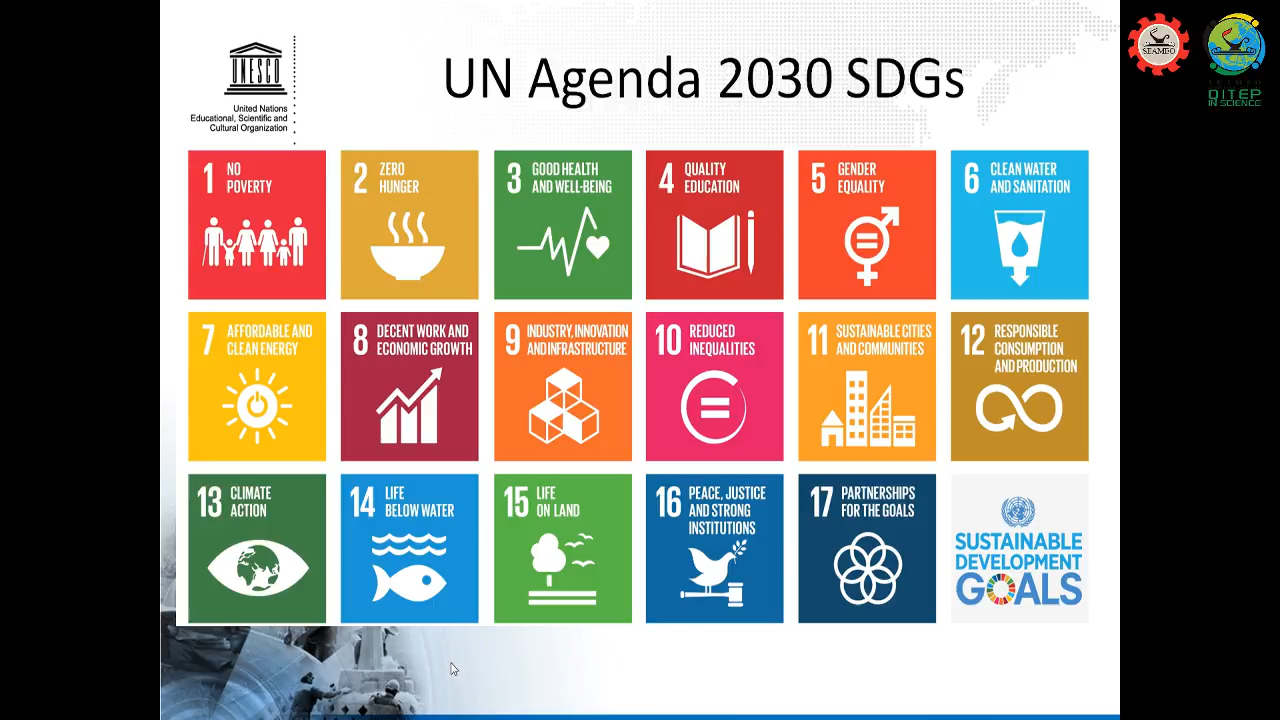 UNESCO
United Nations
Educational, Scientific and
Cultural Organization
UN Agenda 2030 SDGs
SEAMEO
SEAMEO
QITEP
IN SCIENCE
1 NO
POVERTY
2 ZERO
HUNGER
3 GOOD HEALTH
AND WELL-BEING
4 QUALITY
EDUCATION
5 GENDER
EQUALITY
6 CLEAN WATER
AND SANITATION
7 AFFORDABLE AND
CLEAN ENERGY
8 DECENT WORK AND
ECONOMIC GROWTH
9 INDUSTRY, INNOVATION
AND INFRASTRUCTURE
10 REDUCED
INEQUALITIES
11 SUSTAINABLE CITIES
AND COMMUNITIES
12 RESPONSIBLE
CONSUMPTION
AND PRODUCTION
13 CLIMATE
ACTION
14 LIFE
BELOW WATER
15 LIFE
ON LAND
16 PEACE, JUSTICE
AND STRONG
INSTITUTIONS
17 PARTNERSHIPS
FOR THE GOALS
SUSTAINABLE
DEVELOPMENT
GOALS